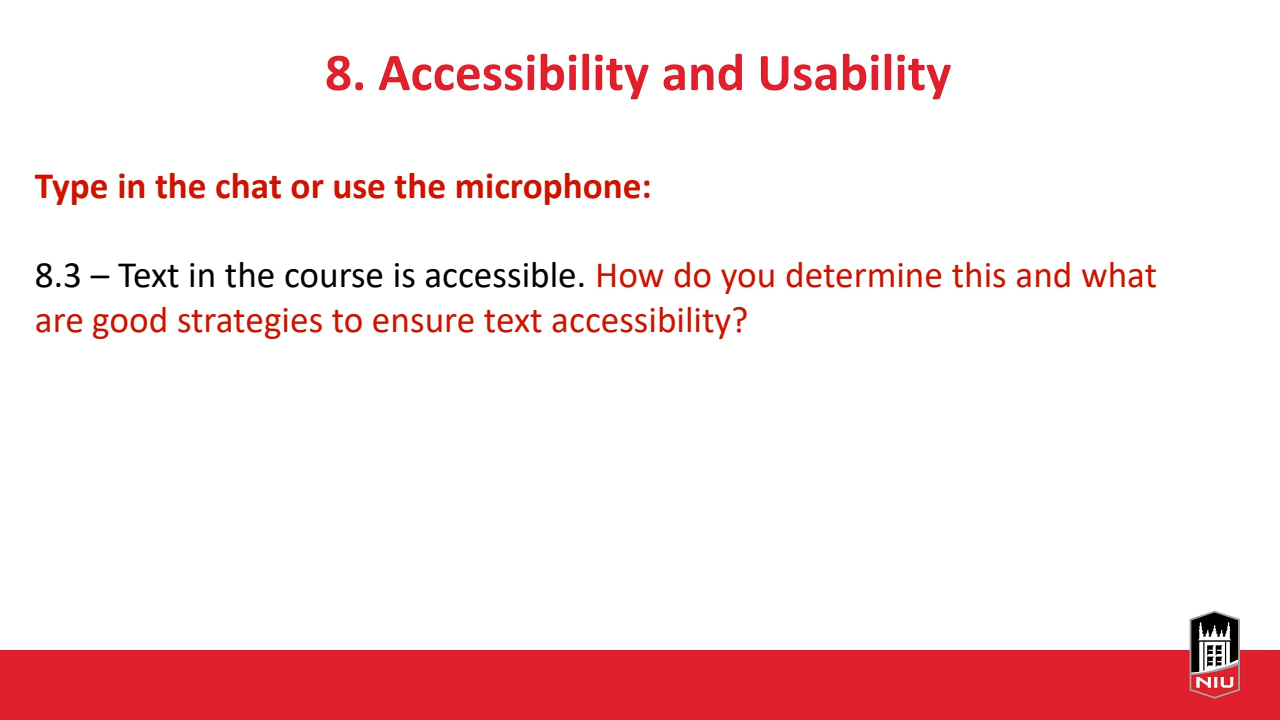 8. Accessibility and Usability
Type in the chat or use the microphone:
8.3 – Text in the course is accessible. How do you determine this and what
are good strategies to ensure text accessibility?
NIU